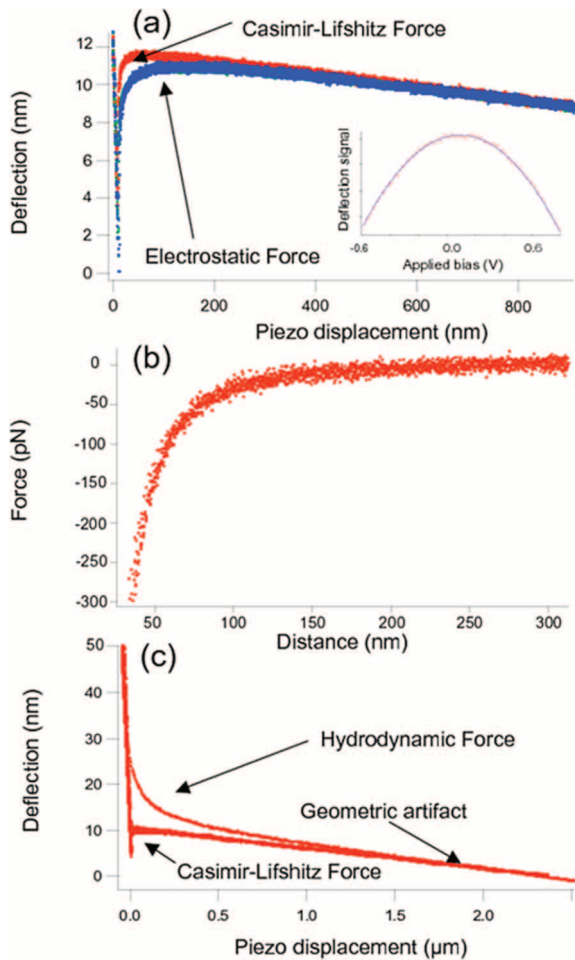 (a)
Casimir-Lifshitz Force
12
10
8
6
4
2
0
Deflection (nm)
Electrostatic Force
Deflection signal
-0.6
0.0
0.6
Applied bias (V)
0
200
400
600
800
Piezo displacement (nm)
(b)
0
-50
-100
-150
-200
-250
-300
Force (pN)
50
100
150
200
250
300
Distance (nm)
(c)
50
40
30
20
10
0
Deflection (nm)
Hydrodynamic Force
Geometric artifact
Casimir-Lifshitz Force
0.0
0.5
1.0
1.5
2.0
Piezo displacement (µm)